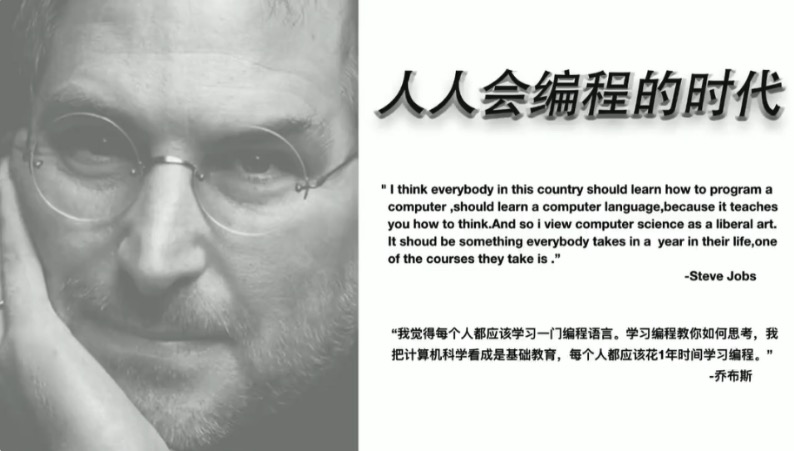 人人会编程的时代
" I think everybody in this country should learn how to program a
computer ,should learn a computer language,because it teaches
you how to think.And so i view computer science as a liberal art.
It shoud be something everybody takes in a  year in their life,one
of the courses they take is .”
-Steve Jobs
“我觉得每个人都应该学习一门编程语言。学习编程教你如何思考，我
把计算机科学看成是基础教育，每个人都应该花1年时间学习编程。”
-乔布斯